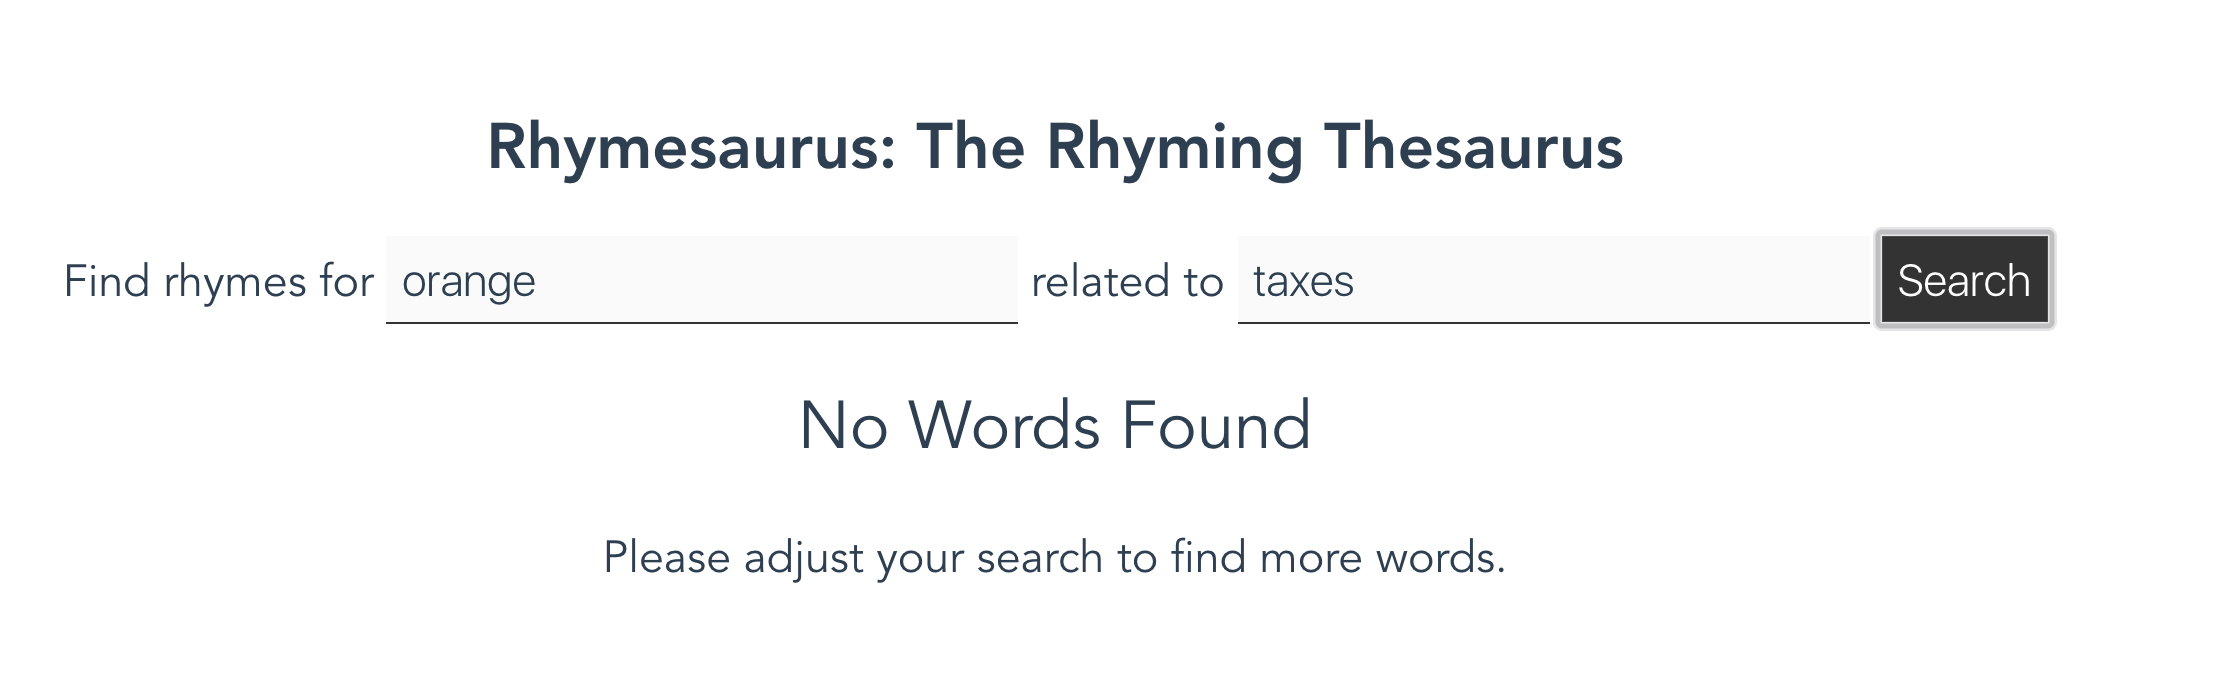 Rhymesaurus: The Rhyming Thesaurus
Find rhymes for orange related to taxes Search
No Words Found
Please adjust your search to find more words.